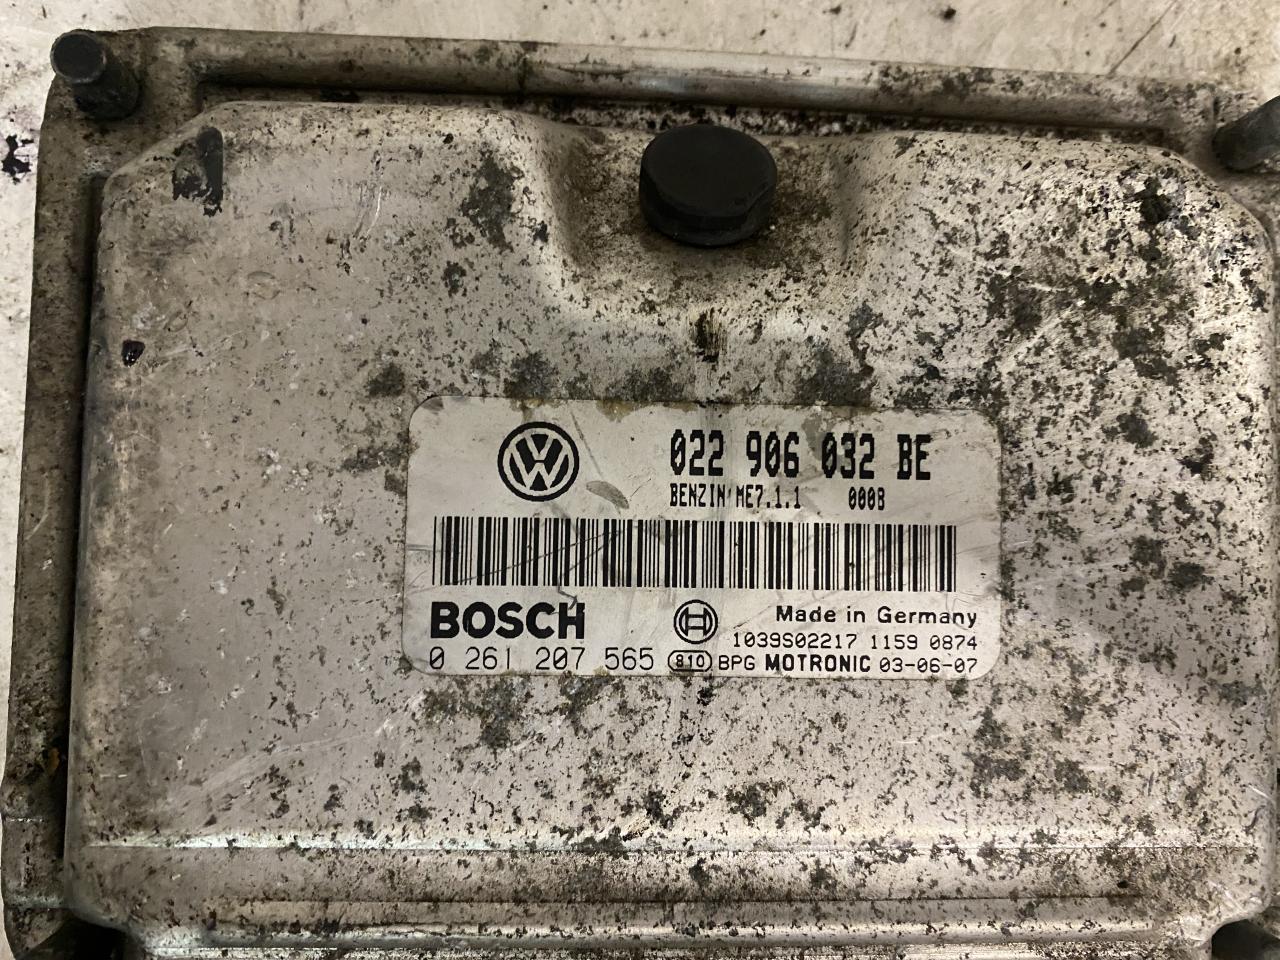 022 906 032 BE
BENZIN ME7.1.1 000B
BOSCH
Made in Germany
1039S02217 1159 0874
0 261 207 565 810 BPG MOTRONIC 03-06-07